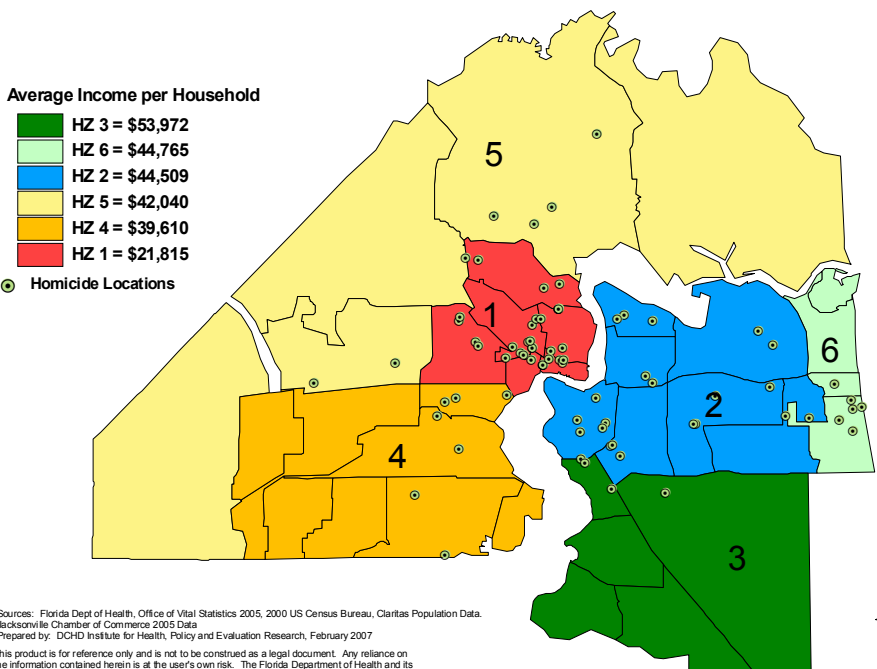 Average Income per Household
HZ 3 = $53,972
HZ 6 = $44,765
HZ 2 = $44,509
HZ 5 = $42,040
HZ 4 = $39,610
HZ 1 = $21,815
Homicide Locations
5
1
6
2
4
3
Sources: Florida Dept of Health, Office of Vital Statistics 2005, 2000 US Census Bureau, Claritas Population Data.
Jacksonville Chamber of Commerce 2005 Data
Prepared by: DCHD Institute for Health, Policy and Evaluation Research, February 2007
This product is for reference only and is not to be construed as a legal document. Any reliance on
the information contained herein is at the user's own risk. The Florida Department of Health and its